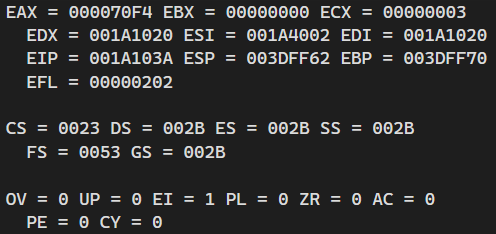 EAX = 000070F4 EBX = 00000000 ECX = 00000003
EDX = 001A1020 ESI = 001A4002 EDI = 001A1020
EIP = 001A103A ESP = 003DFF62 EBP = 003DFF70
EFL = 00000202
CS = 0023 DS = 002B ES = 002B SS = 002B
FS = 0053 GS = 002B
OV = 0 UP = 0 EI = 1 PL = 0 ZR = 0 AC = 0
PE = 0 CY = 0